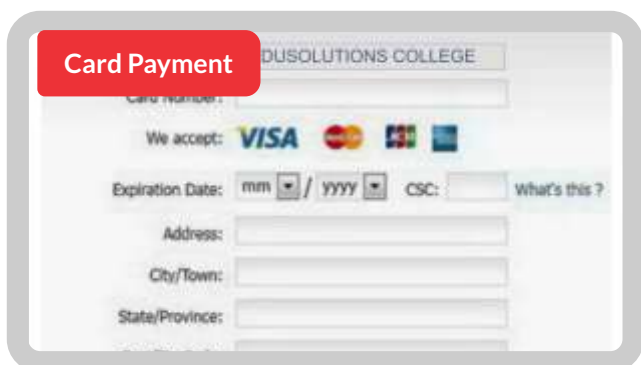 Card Payment
DUSOLUTIONS COLLEGE
Card Number:
We accept: VISA
Expiration Date: mm / yyyy CSC: What's this ?
Address:
City/Town:
State/Province: